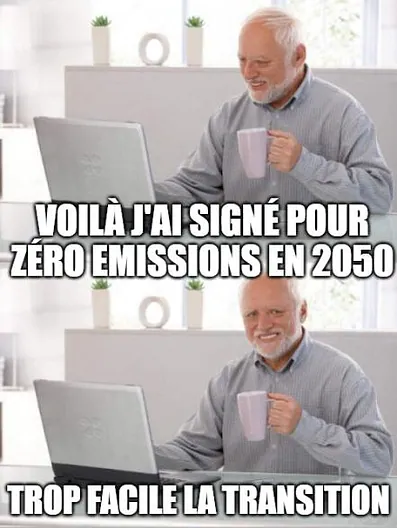 VOILÀ J'AI SIGNÉ POUR
ZÉRO EMISSIONS EN 2050
TROP FACILE LA TRANSITION